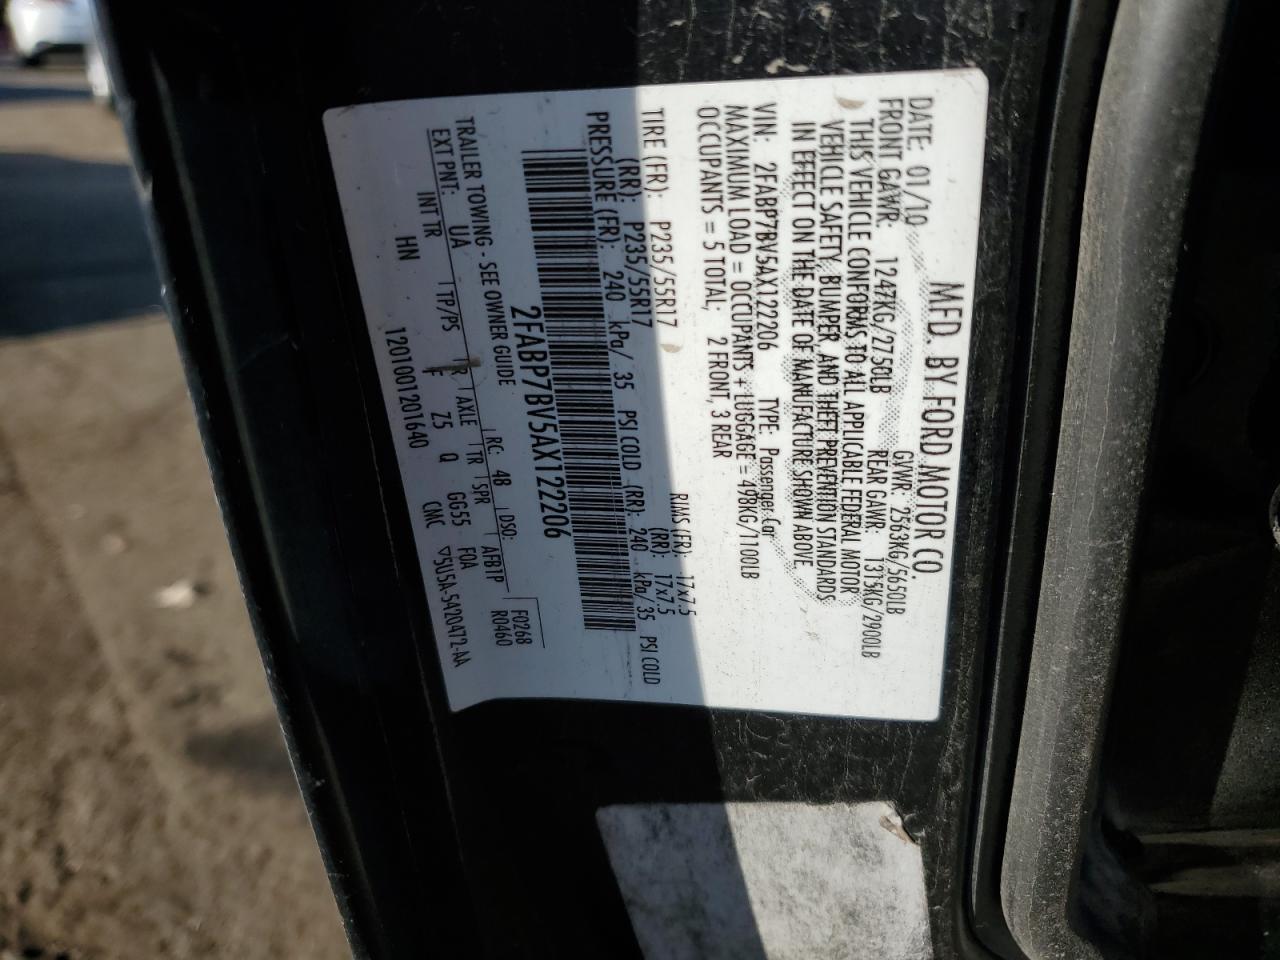 MFD. BY FORD MOTOR CO.
DATE: 01/10 GVWR: 2563KG/5650LB
FRONT GAWR: 1247KG/2750LB REAR GAWR: 1315KG/2900LB
THIS VEHICLE CONFORMS TO ALL APPLICABLE FEDERAL MOTOR
VEHICLE SAFETY, BUMPER, AND THEFT PREVENTION STANDARDS
IN EFFECT ON THE DATE OF MANUFACTURE SHOWN ABOVE.
VIN: 2FABP7BV5AX122206 TYPE: Passenger Car
MAXIMUM LOAD = OCCUPANTS + LUGGAGE = 498KG/1100LB
OCCUPANTS = 5 TOTAL; 2 FRONT, 3 REAR
TIRE (FR): P235/55R17 RIMS (FR): 17x7.5
(RR): P235/55R17 (RR): 17x7.5
PRESSURE (FR): 240 kPa/ 35 PSI COLD (RR): 240 kPa/35 PSI COLD
2FABP7BV5AX122206
TRAILER TOWING - SEE OWNER GUIDE RC: 48 DSO: F0268
EXT PNT: UA AFB1P R0460
INT TR TP/PS AXLE TR SPR
HN F Z5 Q GG55 FOA
1201001201640 CMC ▽5U5A-5420472-AA